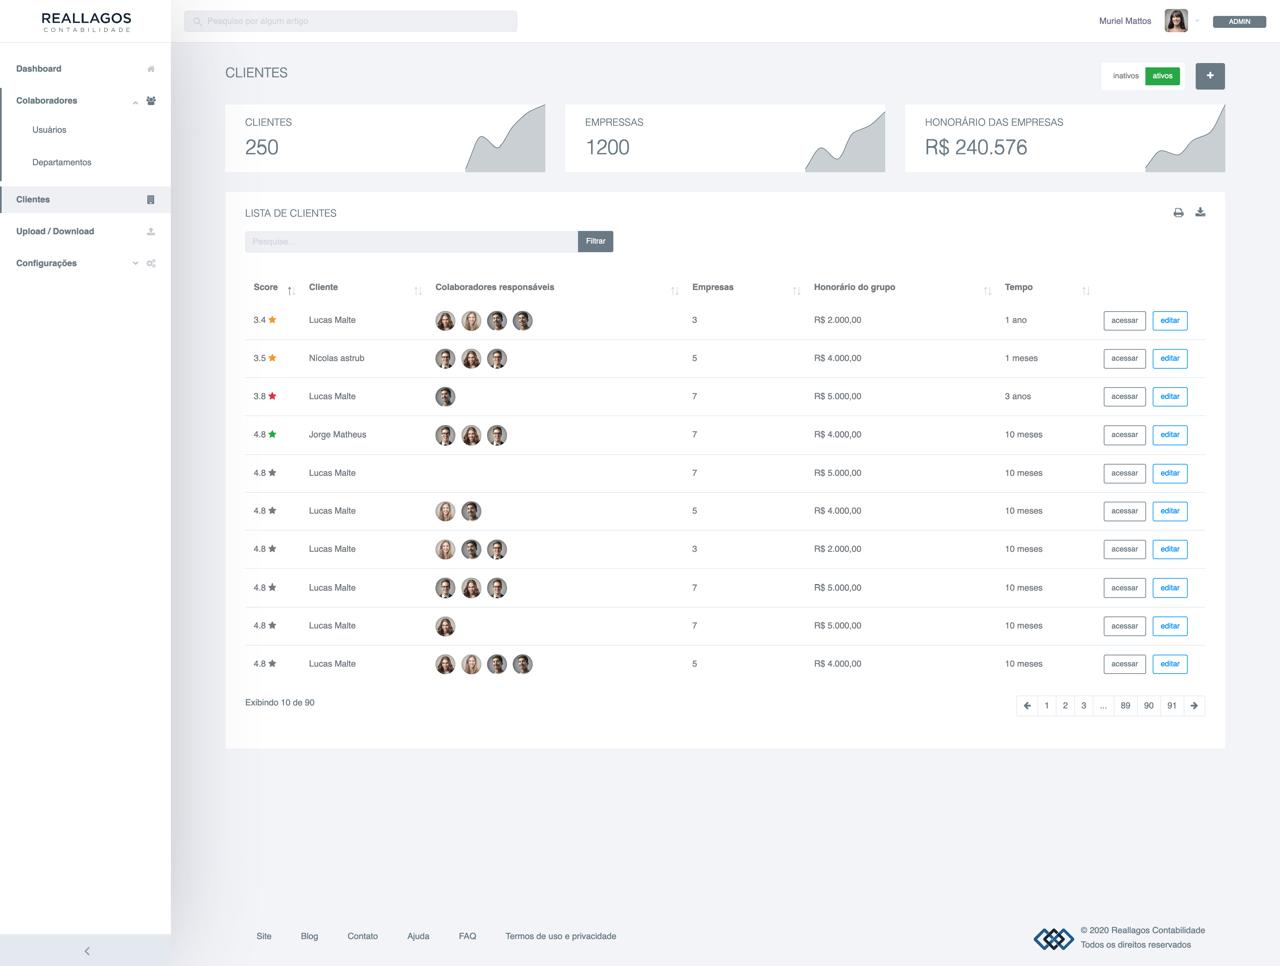 REALLAGOS
CONTABILIDADE
Pesquise por algum artigo
Muriel Mattos
ADMIN
Dashboard
Colaboradores
Usuários
Departamentos
Clientes
Upload / Download
Configurações
CLIENTES
inativos
ativos
CLIENTES
250
EMPRESSAS
1200
HONORÁRIO DAS EMPRESAS
R$ 240.576
LISTA DE CLIENTES
Pesquise...
Filtrar
Score Cliente Colaboradores responsáveis Empresas Honorário do grupo Tempo
3.4 Lucas Malte 3 R$ 2.000,00 1 ano acessar editar
3.5 Nícolas astrub 5 R$ 4.000,00 1 meses acessar editar
3.8 Lucas Malte 7 R$ 5.000,00 3 anos acessar editar
4.8 Jorge Matheus 7 R$ 4.000,00 10 meses acessar editar
4.8 Lucas Malte 7 R$ 5.000,00 10 meses acessar editar
4.8 Lucas Malte 5 R$ 4.000,00 10 meses acessar editar
4.8 Lucas Malte 3 R$ 2.000,00 10 meses acessar editar
4.8 Lucas Malte 7 R$ 5.000,00 10 meses acessar editar
4.8 Lucas Malte 7 R$ 5.000,00 10 meses acessar editar
4.8 Lucas Malte 5 R$ 4.000,00 10 meses acessar editar
Exibindo 10 de 90
1 2 3 ... 89 90 91
Site Blog Contato Ajuda FAQ Termos de uso e privacidade
© 2020 Reallagos Contabilidade
Todos os direitos reservados